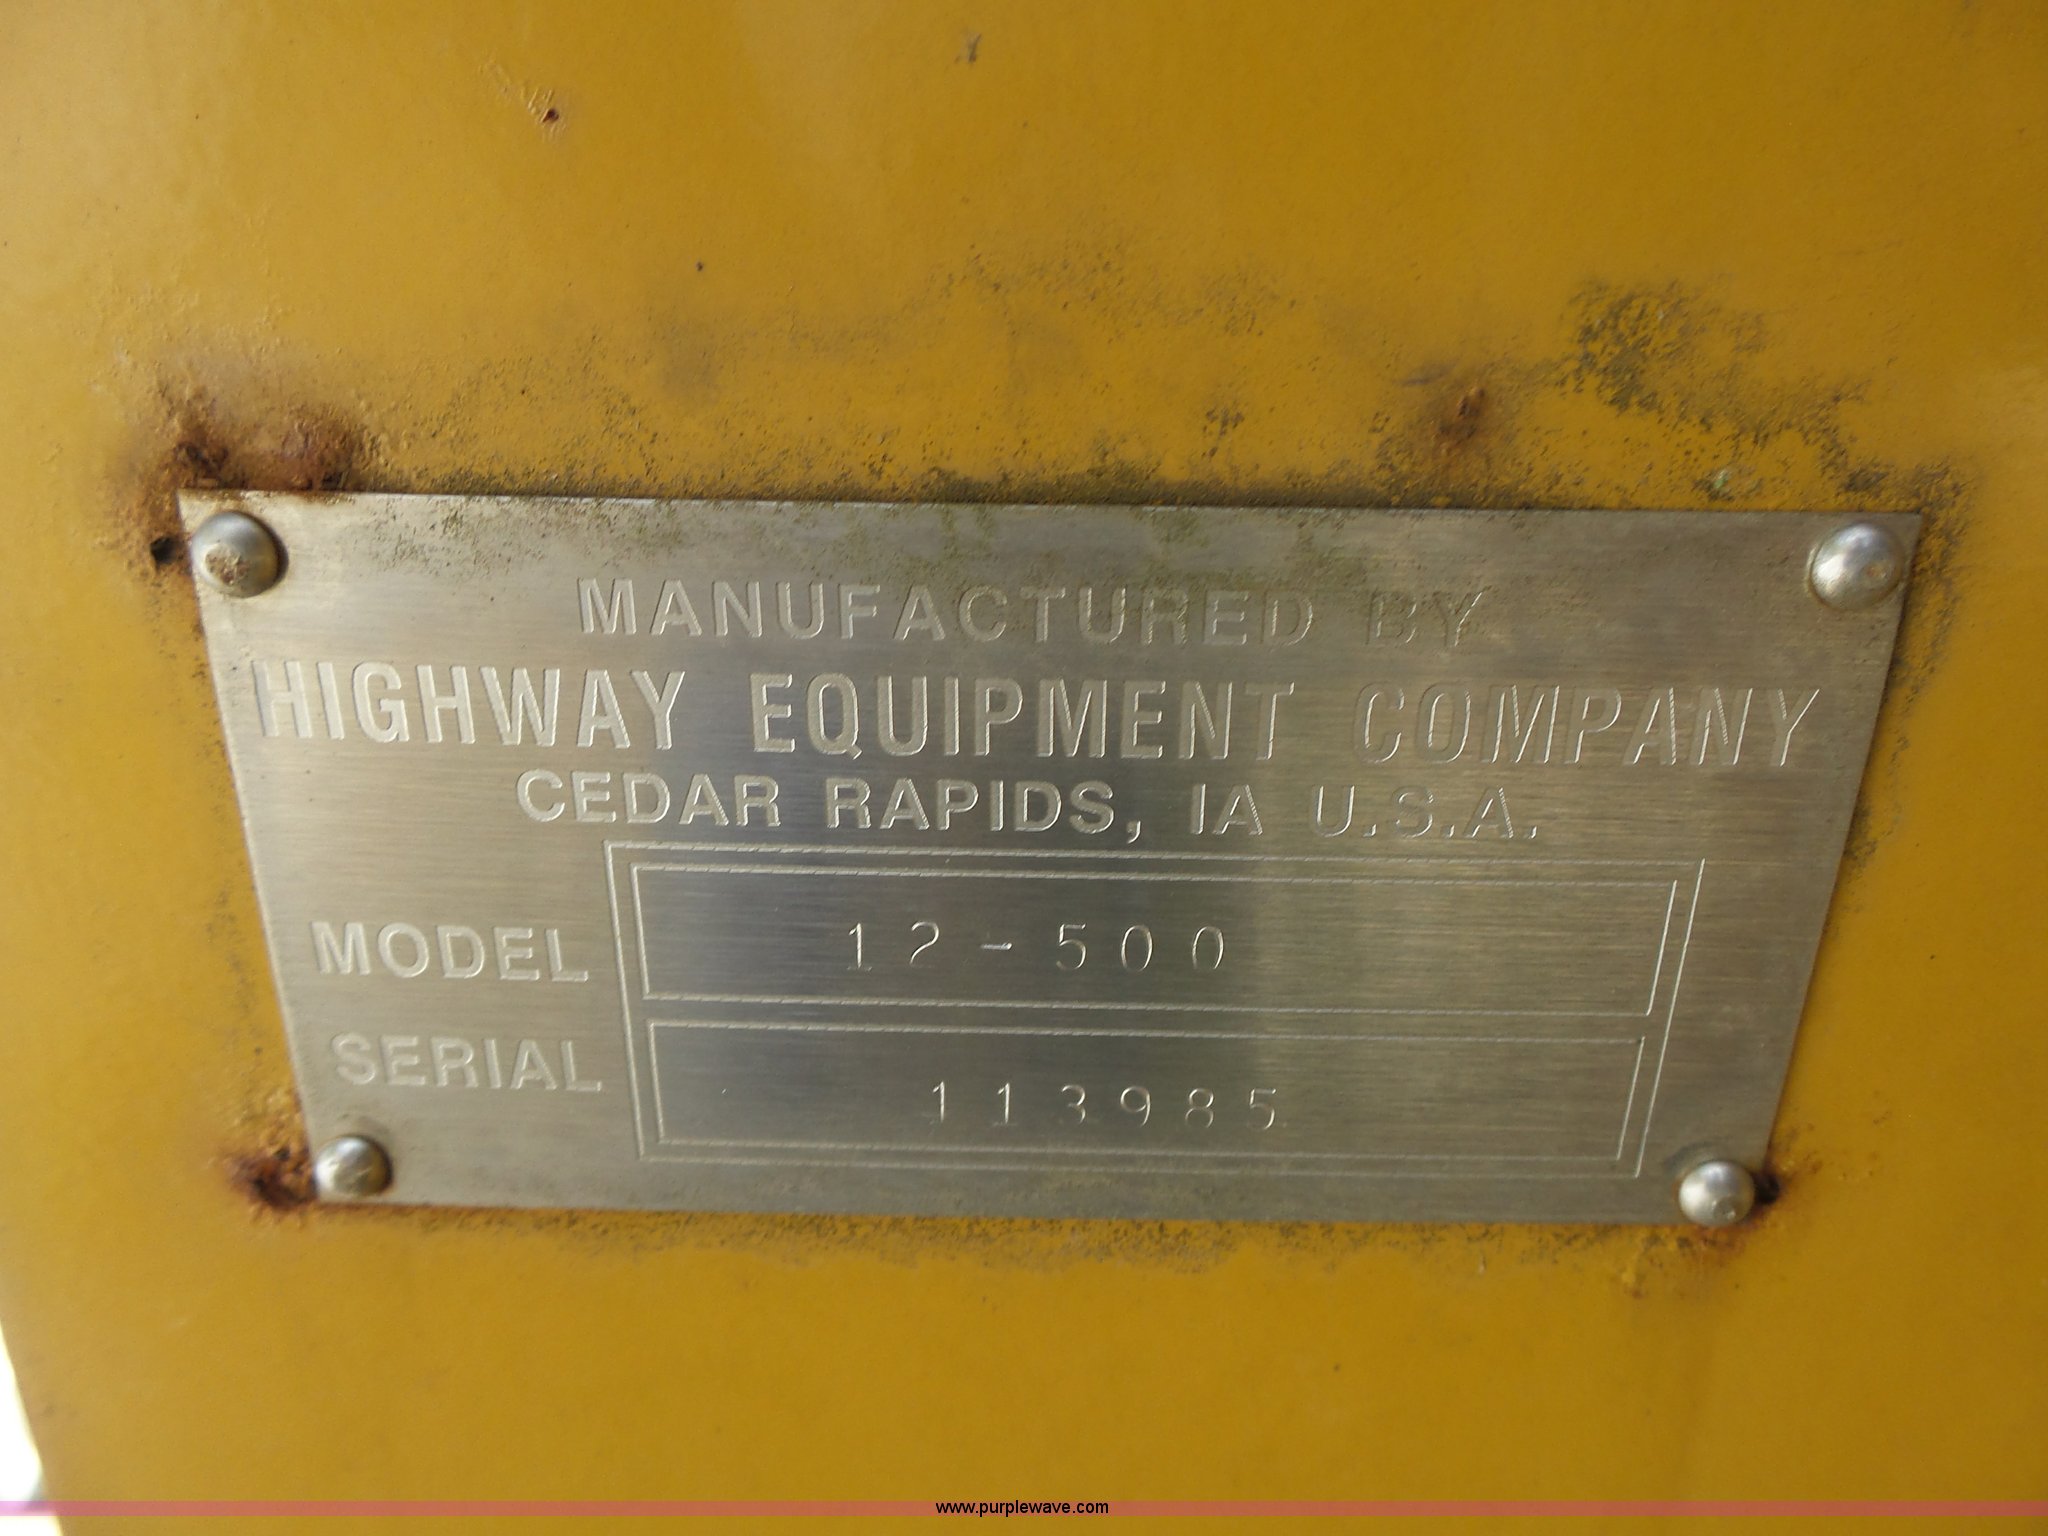 MANUFACTURED BY
HIGHWAY EQUIPMENT COMPANY
CEDAR RAPIDS, IA U.S.A.
MODEL 12-500
SERIAL 113985
www.purplewave.com